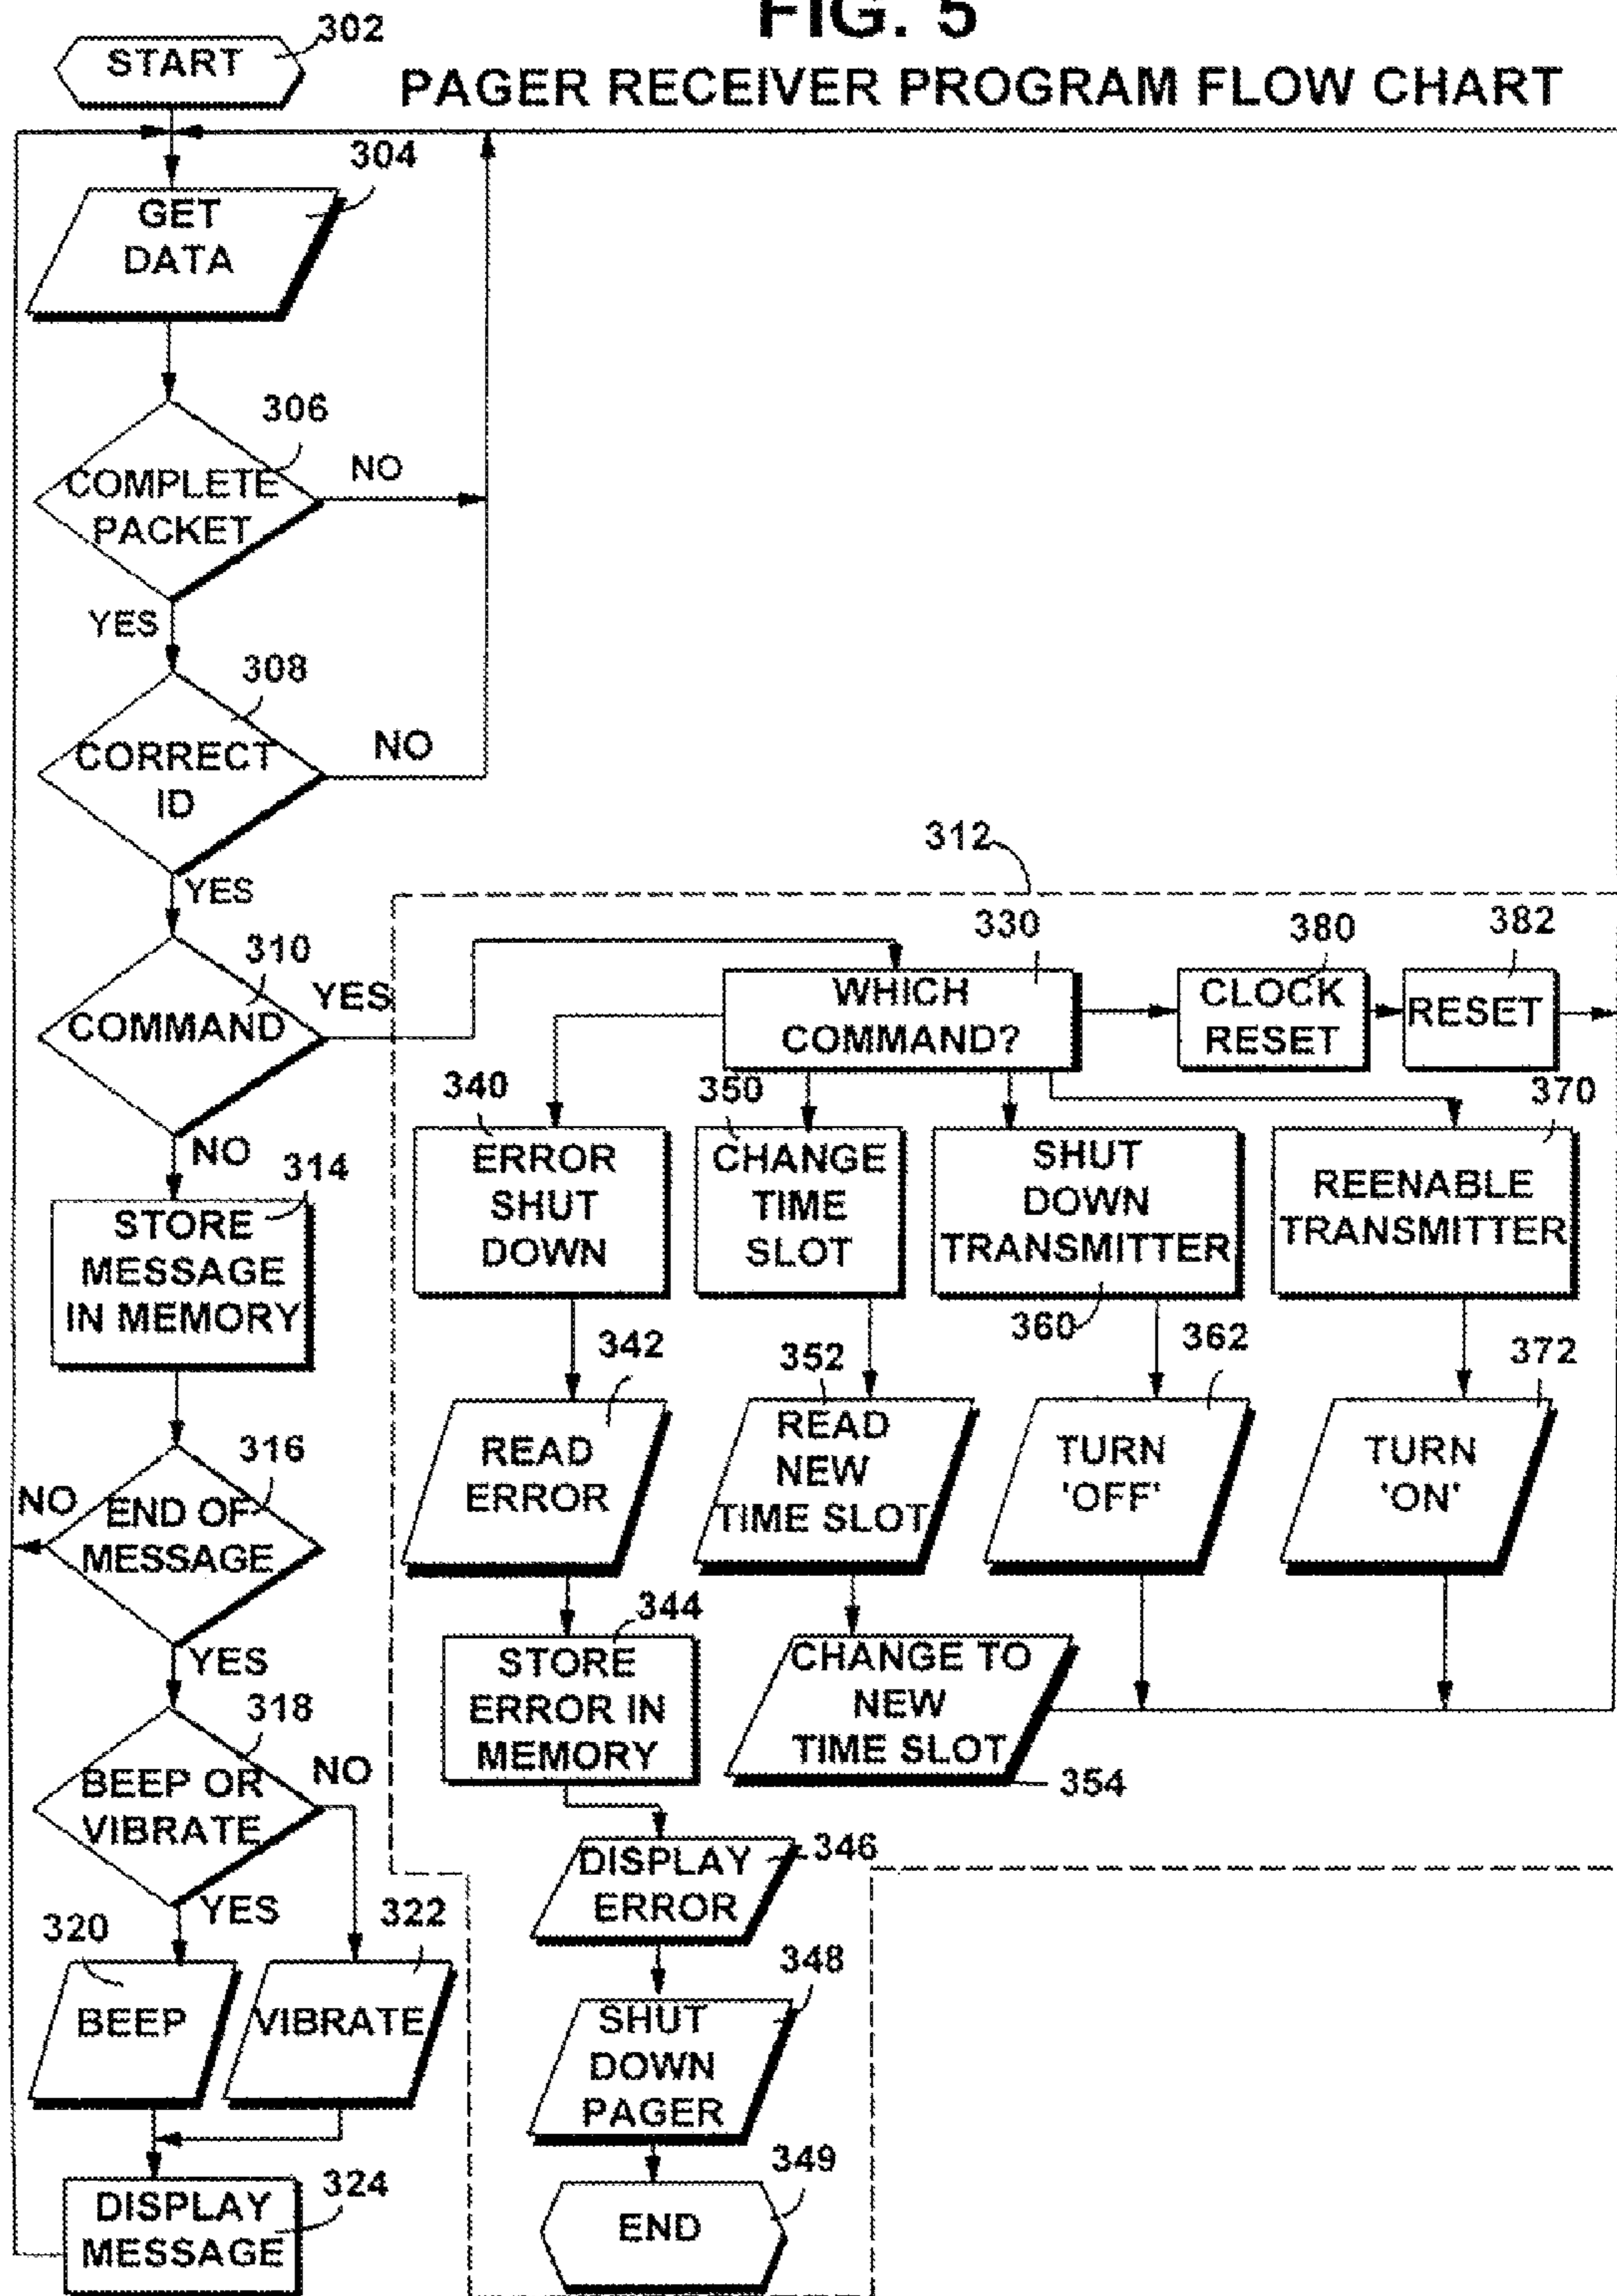 FIG. 5
PAGER RECEIVER PROGRAM FLOW CHART
302
START
304
GET
DATA
306
COMPLETE
PACKET
NO
YES
308
CORRECT
ID
NO
YES
310
COMMAND
YES
NO
312
330
WHICH
COMMAND?
380
CLOCK
RESET
382
RESET
314
STORE
MESSAGE
IN MEMORY
340
ERROR
SHUT
DOWN
350
CHANGE
TIME
SLOT
SHUT
DOWN
TRANSMITTER
360
370
REENABLE
TRANSMITTER
342
READ
ERROR
352
READ
NEW
TIME SLOT
362
TURN
'OFF'
372
TURN
'ON'
316
END OF
MESSAGE
NO
YES
344
STORE
ERROR IN
MEMORY
CHANGE TO
NEW
TIME SLOT
354
318
BEEP OR
VIBRATE
NO
YES
346
DISPLAY
ERROR
320
BEEP
322
VIBRATE
348
SHUT
DOWN
PAGER
324
DISPLAY
MESSAGE
349
END